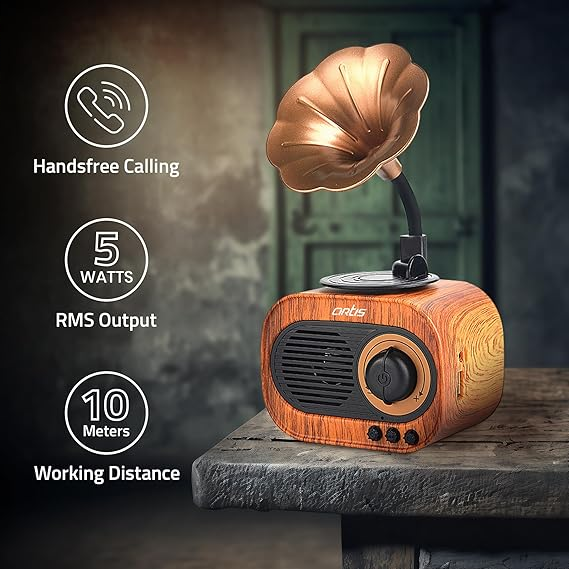 Handsfree Calling
5
WATTS
RMS Output
10
Meters
Working Distance
artis